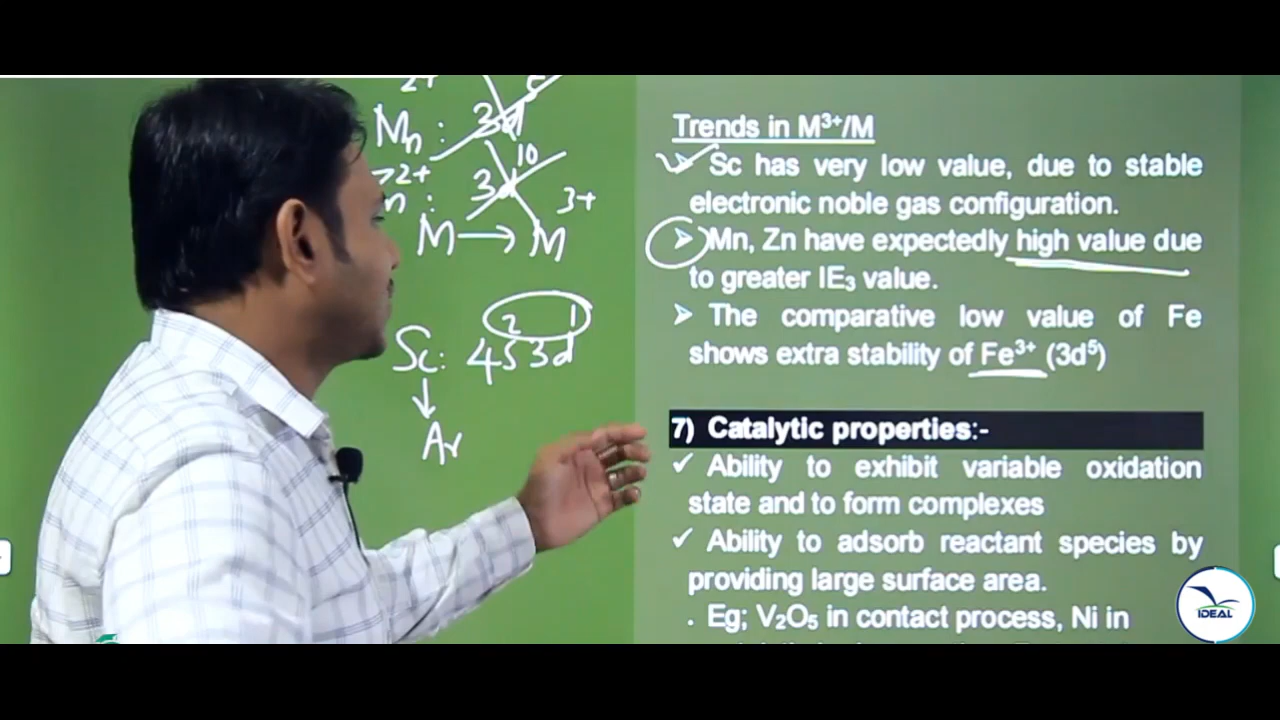 2+
Mn : 3d
2+
n : 3 10
3+
M → M
Sc: 4s 2 3d 1
↓
Ar
Trends in M³⁺/M
➢ Sc has very low value, due to stable
electronic noble gas configuration.
➢ Mn, Zn have expectedly high value due
to greater IE₃ value.
➢ The comparative low value of Fe
shows extra stability of Fe³⁺ (3d⁵)
7) Catalytic properties:-
✓ Ability to exhibit variable oxidation
state and to form complexes
✓ Ability to adsorb reactant species by
providing large surface area.
. Eg; V₂O₅ in contact process, Ni in
IDEAL